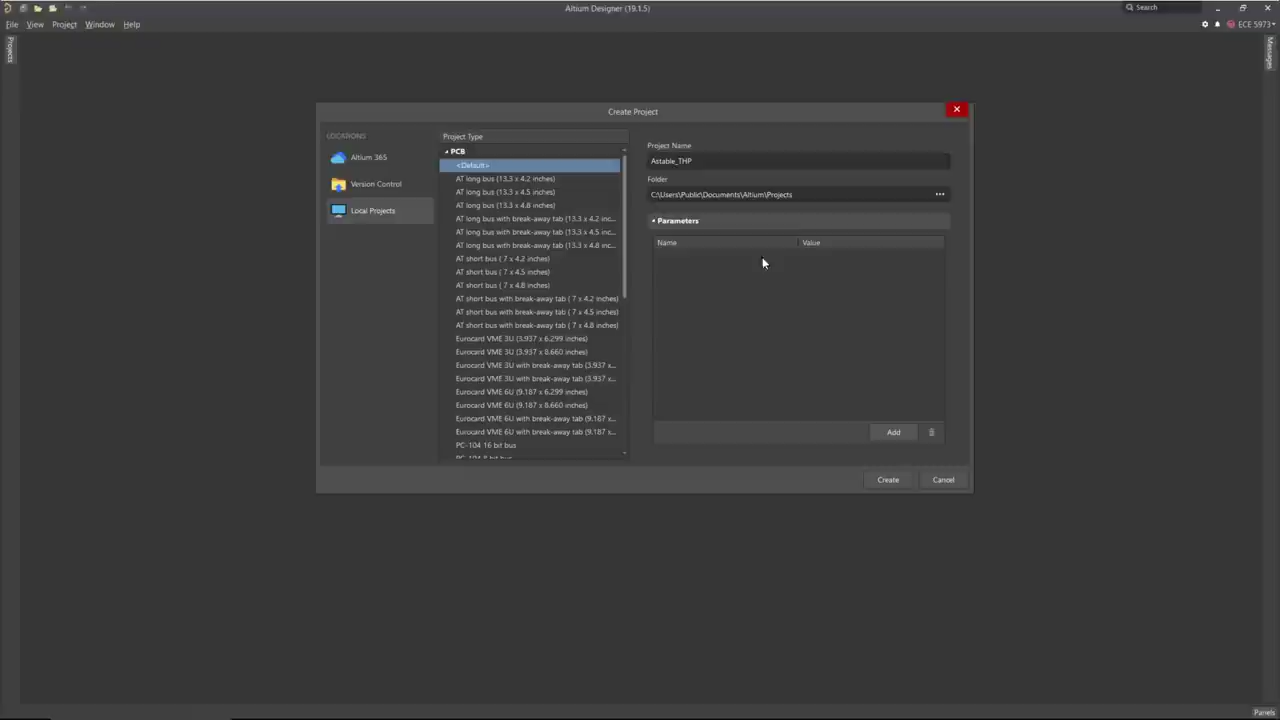 Altium Designer (19.1.5)
Search
File View Project Window Help
ECE 5973
Projects
Messages
Create Project
LOCATIONS
Altium 365
Version Control
Local Projects
Project Type
PCB
<Default>
AT long bus (13.3 x 4.2 inches)
AT long bus (13.3 x 4.5 inches)
AT long bus (13.3 x 4.8 inches)
AT long bus with break-away tab (13.3 x 4.2 inc...
AT long bus with break-away tab (13.3 x 4.5 inc...
AT long bus with break-away tab (13.3 x 4.8 inc...
AT short bus ( 7 x 4.2 inches)
AT short bus ( 7 x 4.5 inches)
AT short bus ( 7 x 4.8 inches)
AT short bus with break-away tab ( 7 x 4.2 inches)
AT short bus with break-away tab ( 7 x 4.5 inches)
AT short bus with break-away tab ( 7 x 4.8 inches)
Eurocard VME 3U (3.937 x 6.299 inches)
Eurocard VME 3U (3.937 x 8.660 inches)
Eurocard VME 3U with break-away tab (3.937 x...
Eurocard VME 3U with break-away tab (3.937 x...
Eurocard VME 6U (9.187 x 6.299 inches)
Eurocard VME 6U (9.187 x 8.660 inches)
Eurocard VME 6U with break-away tab (9.187 x...
Eurocard VME 6U with break-away tab (9.187 x...
PC-104 16 bit bus
Project Name
Astable_THP
Folder
C:\Users\Public\Documents\Altium\Projects
Parameters
Name Value
Add
Create Cancel
Panels